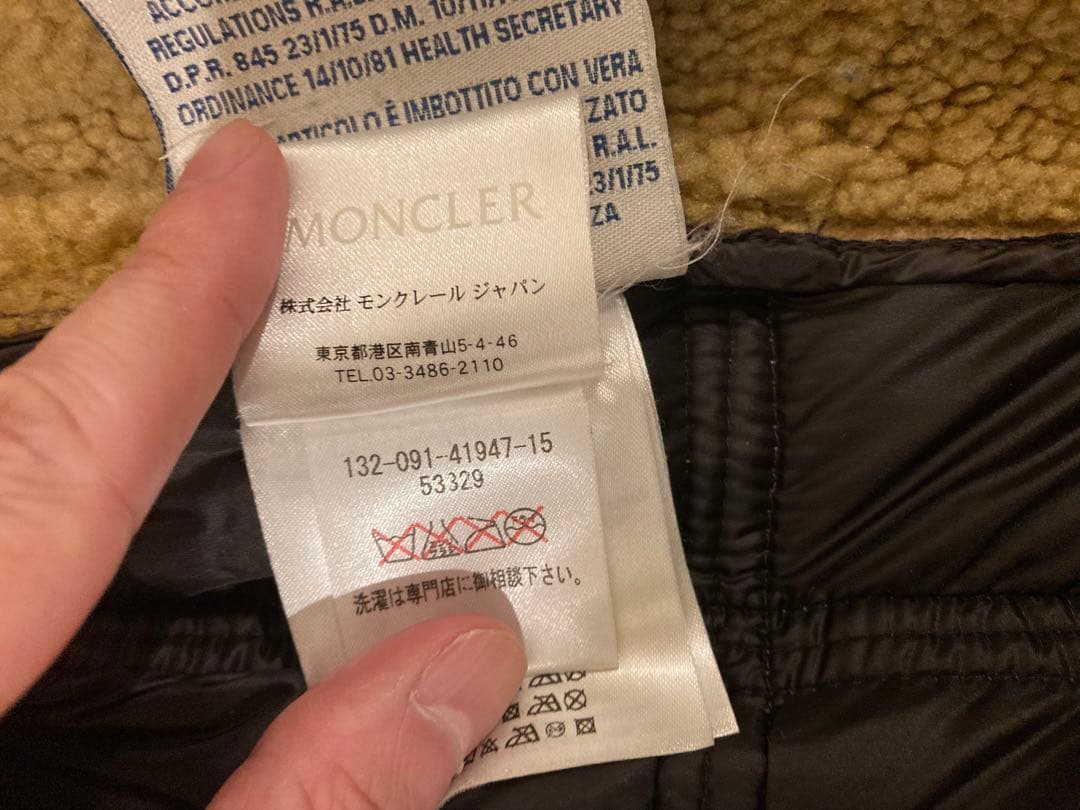 REGULATIONS R.A.L.
D.P.R. 845 23/1/75 D.M. 10/11/
ORDINANCE 14/10/81 HEALTH SECRETARY
ARTICOLO È IMBOTTITO CON VERA
ZATO
R.A.L.
23/1/75
ZA
MONCLER
株式会社 モンクレール ジャパン
東京都港区南青山5-4-46
TEL.03-3486-2110
132-091-41947-15
53329
洗濯は専門店に御相談下さい。